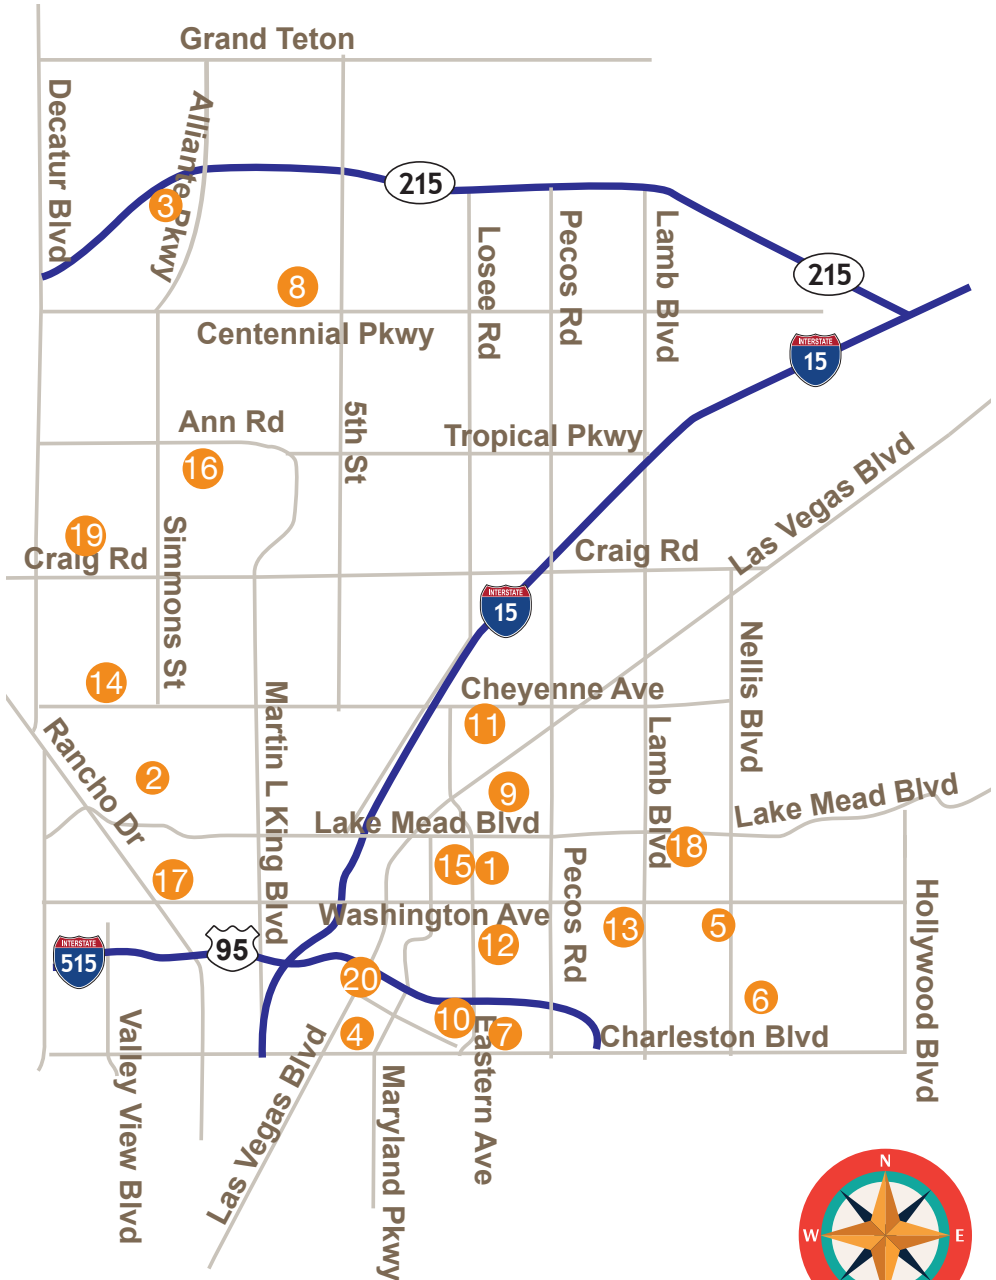 Grand Teton
Decatur Blvd
Alliante Pkwy
215
3
Losee Rd
Pecos Rd
Lamb Blvd
215
8
Centennial Pkwy
INTERSTATE
15
5th St
Ann Rd
Tropical Pkwy
16
Las Vegas Blvd
19
Craig Rd
Simmons St
Craig Rd
INTERSTATE
15
Nellis Blvd
14
Martin L King Blvd
Cheyenne Ave
11
Rancho Dr
Lamb Blvd
2
9
Lake Mead Blvd
Lake Mead Blvd
18
15
1
17
Pecos Rd
Hollywood Blvd
Washington Ave
13
5
12
INTERSTATE
515
95
20
6
10
7
4
Eastern Ave
Charleston Blvd
Valley View Blvd
Las Vegas Blvd
Maryland Pkwy
N
W
E